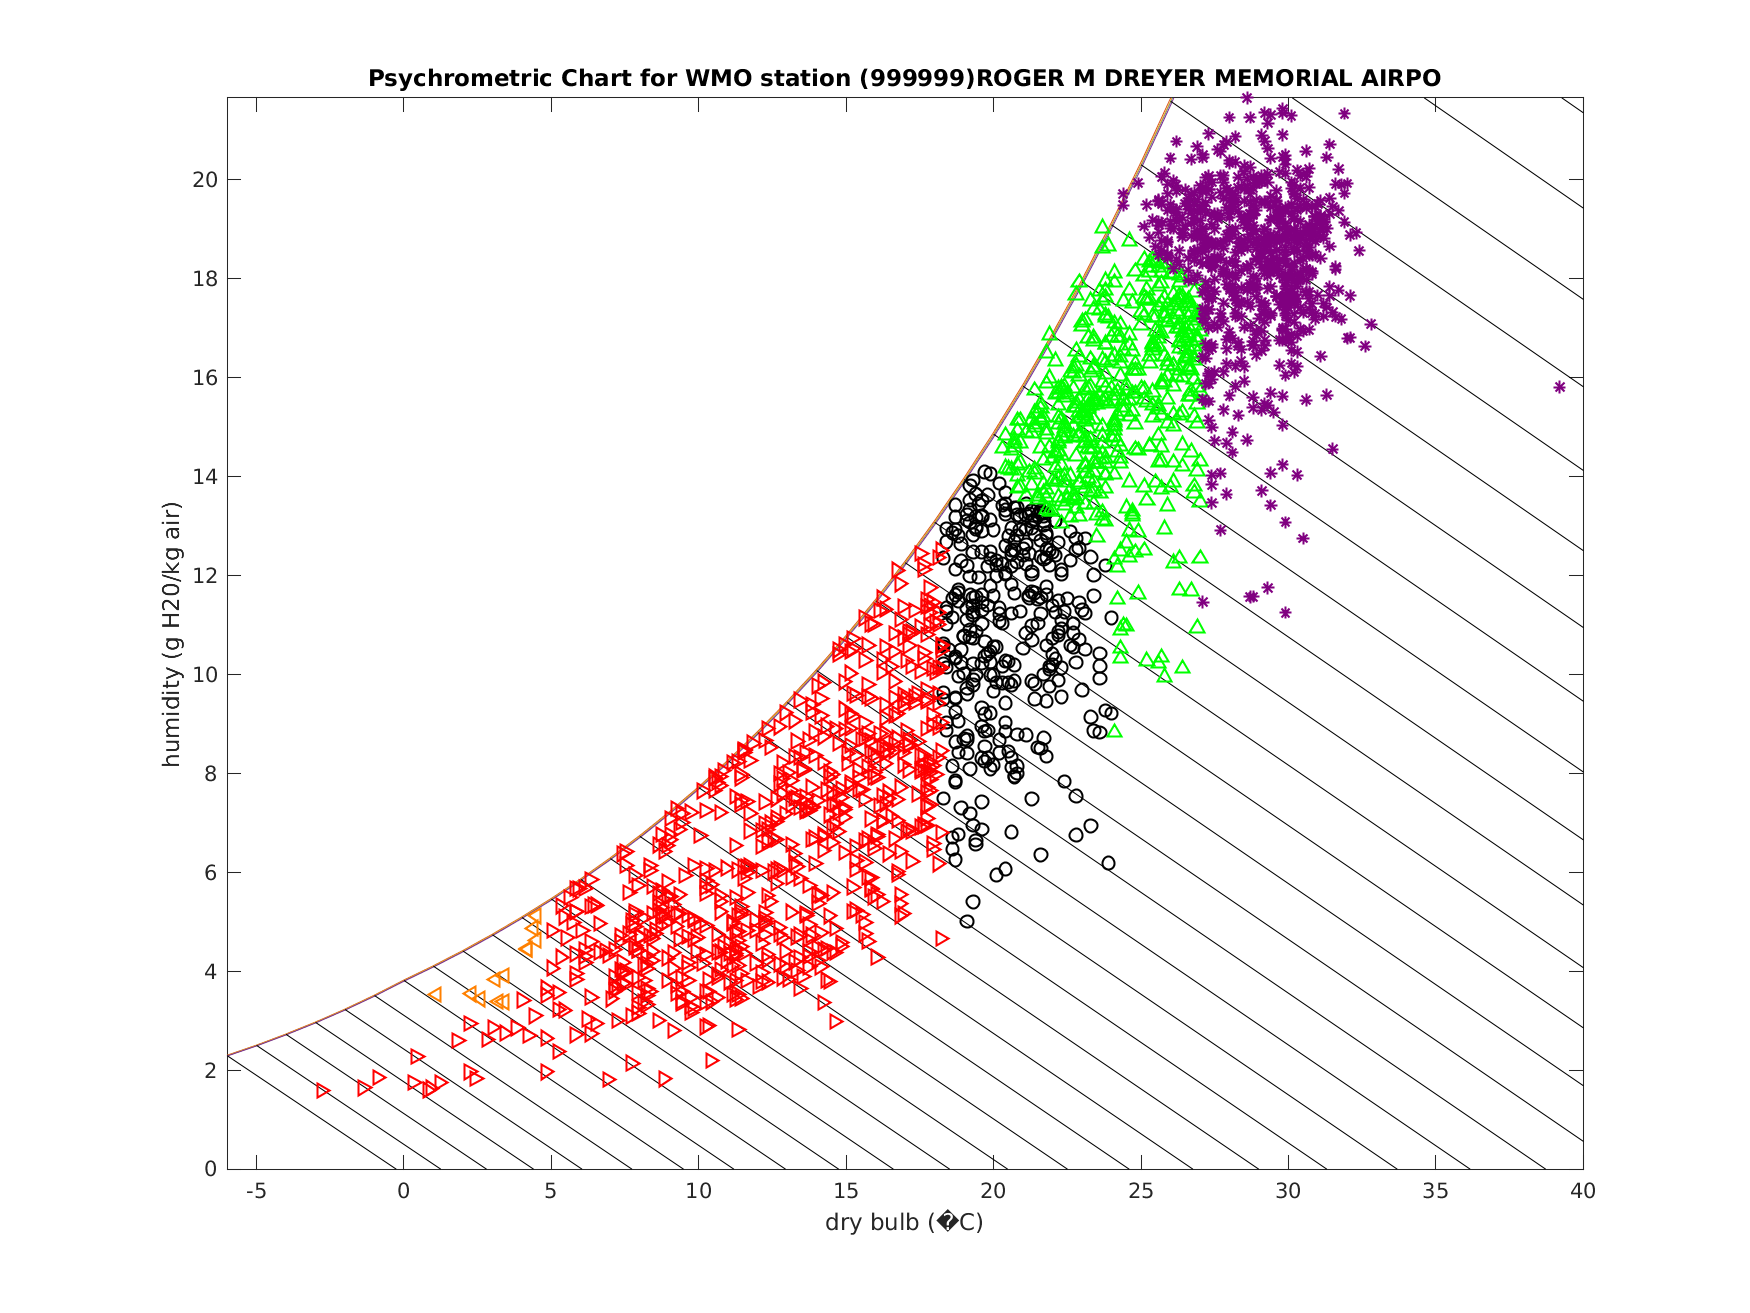 Psychrometric Chart for WMO station (999999)ROGER M DREYER MEMORIAL AIRPO
humidity (g H20/kg air)
20
18
16
14
12
10
8
6
4
2
0
-5 0 5 10 15 20 25 30 35 40
dry bulb (�C)